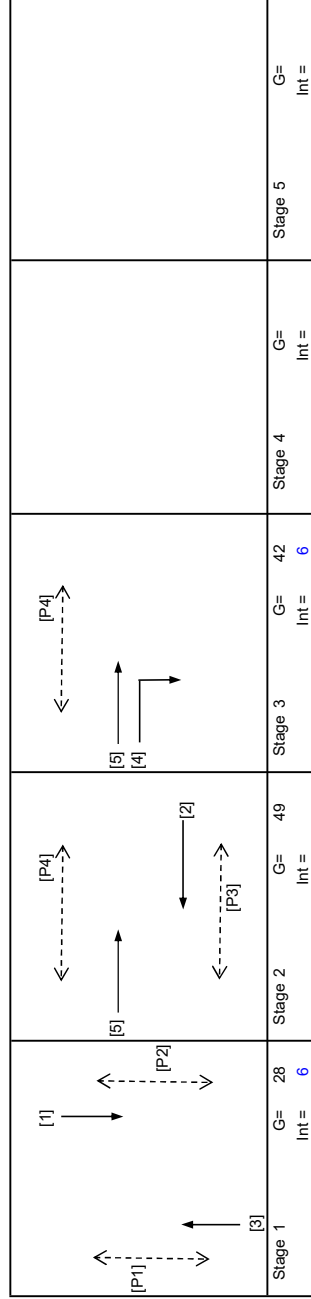 [1]
[P1]
[P2]
[3]
Stage 1 G= 28
Int = 6
[P4]
[5]
[2]
[P3]
Stage 2 G= 49
Int =
[P4]
[5]
[4]
Stage 3 G= 42
Int = 6
Stage 4 G=
Int =
Stage 5 G=
Int =